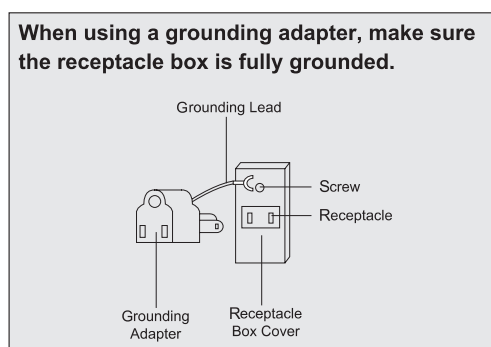 When using a grounding adapter, make sure
the receptacle box is fully grounded.
Grounding Lead
Screw
Receptacle
Grounding
Adapter
Receptacle
Box Cover